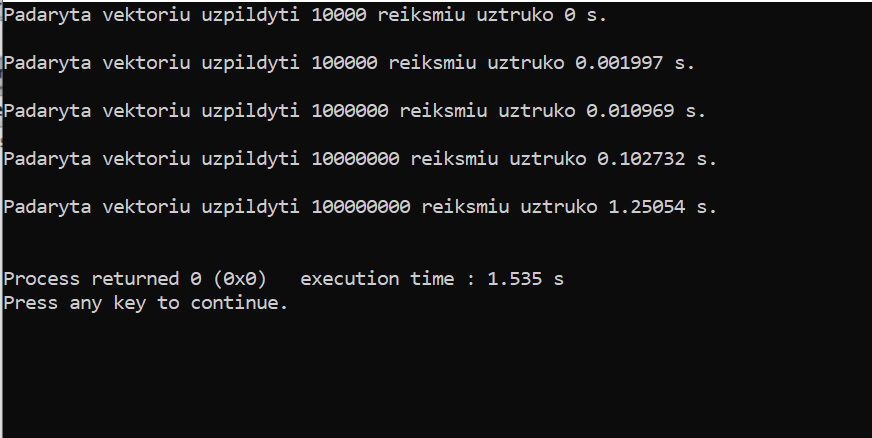 Padaryta vektoriu uzpildyti 10000 reiksmiu uztruko 0 s.
Padaryta vektoriu uzpildyti 100000 reiksmiu uztruko 0.001997 s.
Padaryta vektoriu uzpildyti 1000000 reiksmiu uztruko 0.010969 s.
Padaryta vektoriu uzpildyti 10000000 reiksmiu uztruko 0.102732 s.
Padaryta vektoriu uzpildyti 100000000 reiksmiu uztruko 1.25054 s.
Process returned 0 (0x0)   execution time : 1.535 s
Press any key to continue.